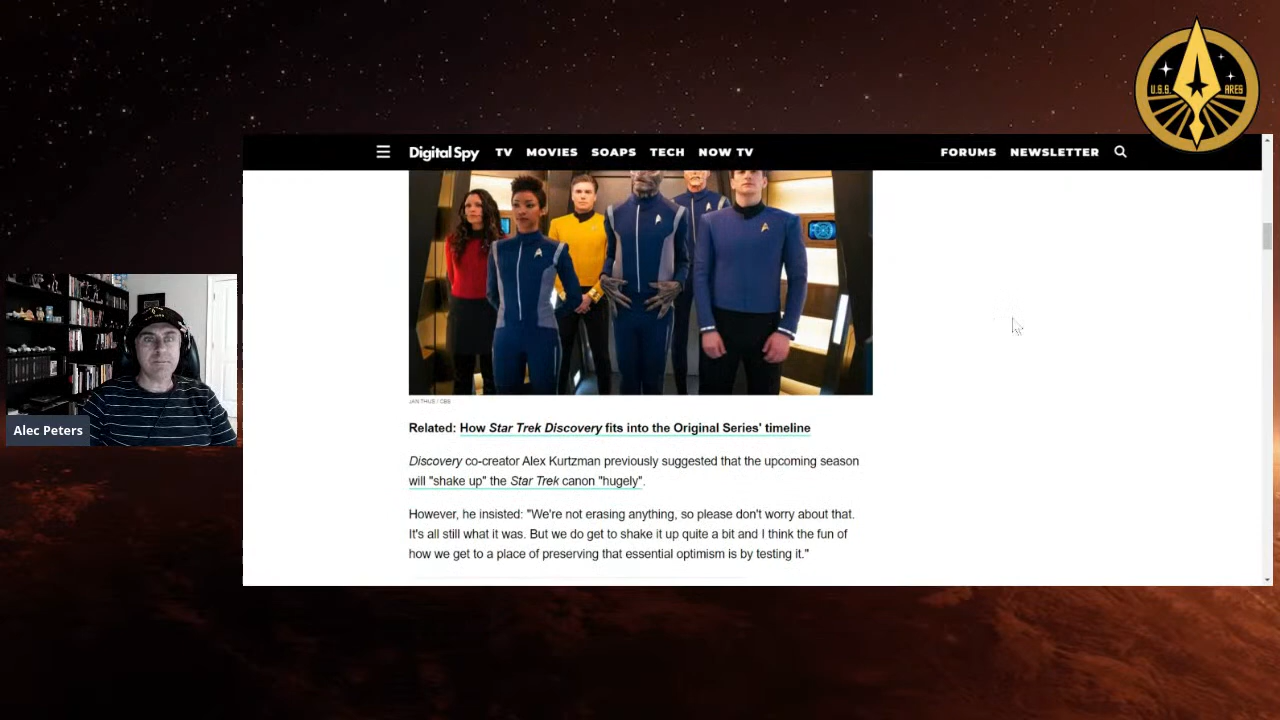 U.S.S. ARES
DigitalSpy TV MOVIES SOAPS TECH NOW TV FORUMS NEWSLETTER
JAN THIJS / CBS
Related: How Star Trek Discovery fits into the Original Series' timeline
Discovery co-creator Alex Kurtzman previously suggested that the upcoming season
will "shake up" the Star Trek canon "hugely".
However, he insisted: "We're not erasing anything, so please don't worry about that.
It's all still what it was. But we do get to shake it up quite a bit and I think the fun of
how we get to a place of preserving that essential optimism is by testing it."
Alec Peters